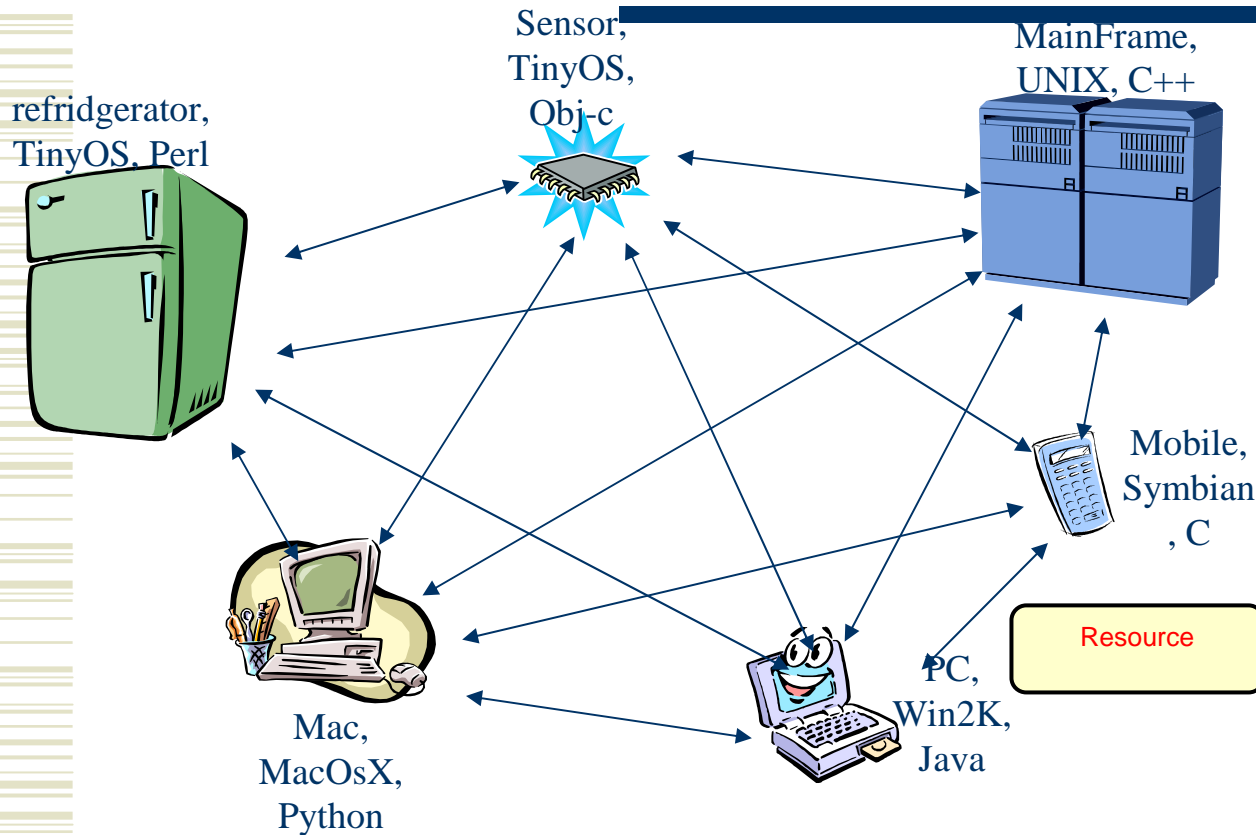 Sensor,
TinyOS,
Obj-c
MainFrame,
UNIX, C++
refridgerator,
TinyOS, Perl
Mobile,
Symbian
, C
Resource
PC,
Win2K,
Java
Mac,
MacOsX,
Python